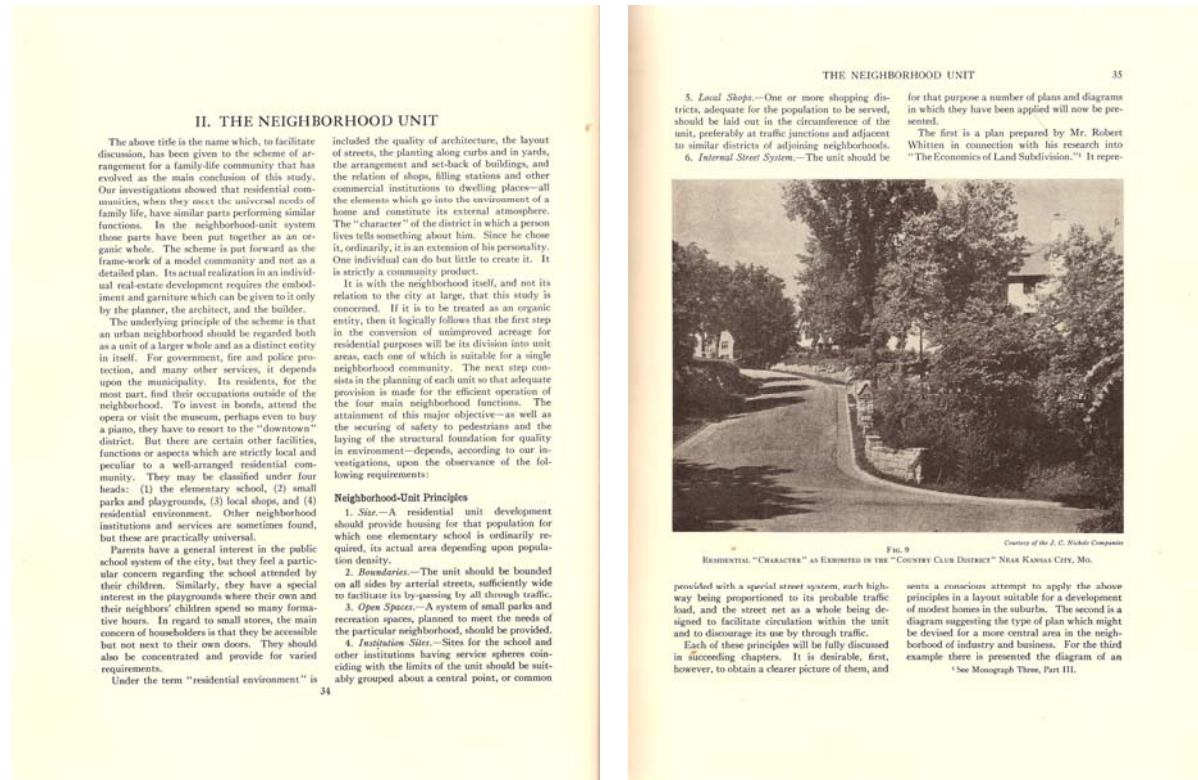 II. THE NEIGHBORHOOD UNIT
The above title is the name which, to facilitate
discussion, has been given to the scheme of ar-
rangement for a family-life community that has
evolved as the main conclusion of this study.
Our investigations showed that residential com-
munities, when they meet the universal needs of
family life, have similar parts performing similar
functions. In the neighborhood-unit system
those parts have been put together as an or-
ganic whole. The scheme is put forward as the
frame-work of a model community and not as a
detailed plan. Its actual realization in an individ-
ual real-estate development requires the embod-
iment and garniture which can be given to it only
by the planner, the architect, and the builder.
The underlying principle of the scheme is that
an urban neighborhood should be regarded both
as a unit of a larger whole and as a distinct entity
in itself. For government, fire and police pro-
tection, and many other services, it depends
upon the municipality. Its residents, for the
most part, find their occupations outside of the
neighborhood. To invest in bonds, attend the
opera or visit the museum, perhaps even to buy
a piano, they have to resort to the "downtown"
district. But there are certain other facilities,
functions or aspects which are strictly local and
peculiar to a well-arranged residential com-
munity. They may be classified under four
heads: (1) the elementary school, (2) small
parks and playgrounds, (3) local shops, and (4)
residential environment. Other neighborhood
institutions and services are sometimes found,
but these are practically universal.
Parents have a general interest in the public
school system of the city, but they feel a partic-
ular concern regarding the school attended by
their children. Similarly, they have a special
interest in the playgrounds where their own and
their neighbors' children spend so many forma-
tive hours. In regard to small stores, the main
concern of householders is that they be accessible
but not next to their own doors. They should
also be concentrated and provide for varied
requirements.
Under the term "residential environment" is
included the quality of architecture, the layout
of streets, the planting along curbs and in yards,
the arrangement and set-back of buildings, and
the relation of shops, filling stations and other
commercial institutions to dwelling places—all
the elements which go into the environment of a
home and constitute its external atmosphere.
The "character" of the district in which a person
lives tells something about him. Since he chose
it, ordinarily, it is an extension of his personality.
One individual can do but little to create it. It
is strictly a community product.
It is with the neighborhood itself, and not its
relation to the city at large, that this study is
concerned. If it is to be treated as an organic
entity, then it logically follows that the first step
in the conversion of unimproved acreage for
residential purposes will be its division into unit
areas, each one of which is suitable for a single
neighborhood community. The next step con-
sists in the planning of each unit so that adequate
provision is made for the efficient operation of
the four main neighborhood functions. The
attainment of this major objective—as well as
the securing of safety to pedestrians and the
laying of the structural foundation for quality
in environment—depends, according to our in-
vestigations, upon the observance of the fol-
lowing requirements:
Neighborhood-Unit Principles
1. Size.—A residential unit development
should provide housing for that population for
which one elementary school is ordinarily re-
quired, its actual area depending upon popula-
tion density.
2. Boundaries.—The unit should be bounded
on all sides by arterial streets, sufficiently wide
to facilitate its by-passing by all through traffic.
3. Open Spaces.—A system of small parks and
recreation spaces, planned to meet the needs of
the particular neighborhood, should be provided.
4. Institution Sites.—Sites for the school and
other institutions having service spheres coin-
ciding with the limits of the unit should be suit-
ably grouped about a central point, or common
34
THE NEIGHBORHOOD UNIT 35
5. Local Shops.—One or more shopping dis-
tricts, adequate for the population to be served,
should be laid out in the circumference of the
unit, preferably at traffic junctions and adjacent
to similar districts of adjoining neighborhoods.
6. Internal Street System.—The unit should be
for that purpose a number of plans and diagrams
in which they have been applied will now be pre-
sented.
The first is a plan prepared by Mr. Robert
Whitten in connection with his research into
"The Economics of Land Subdivision."¹ It repre-
Courtesy of the J. C. Nichols Companies
FIG. 9
RESIDENTIAL "CHARACTER" AS EXHIBITED IN THE "COUNTRY CLUB DISTRICT" NEAR KANSAS CITY, MO.
provided with a special street system, each high-
way being proportioned to its probable traffic
load, and the street net as a whole being de-
signed to facilitate circulation within the unit
and to discourage its use by through traffic.
Each of these principles will be fully discussed
in succeeding chapters. It is desirable, first,
however, to obtain a clearer picture of them, and
sents a conscious attempt to apply the above
principles in a layout suitable for a development
of modest homes in the suburbs. The second is a
diagram suggesting the type of plan which might
be devised for a more central area in the neigh-
borhood of industry and business. For the third
example there is presented the diagram of an
¹ See Monograph Three, Part III.